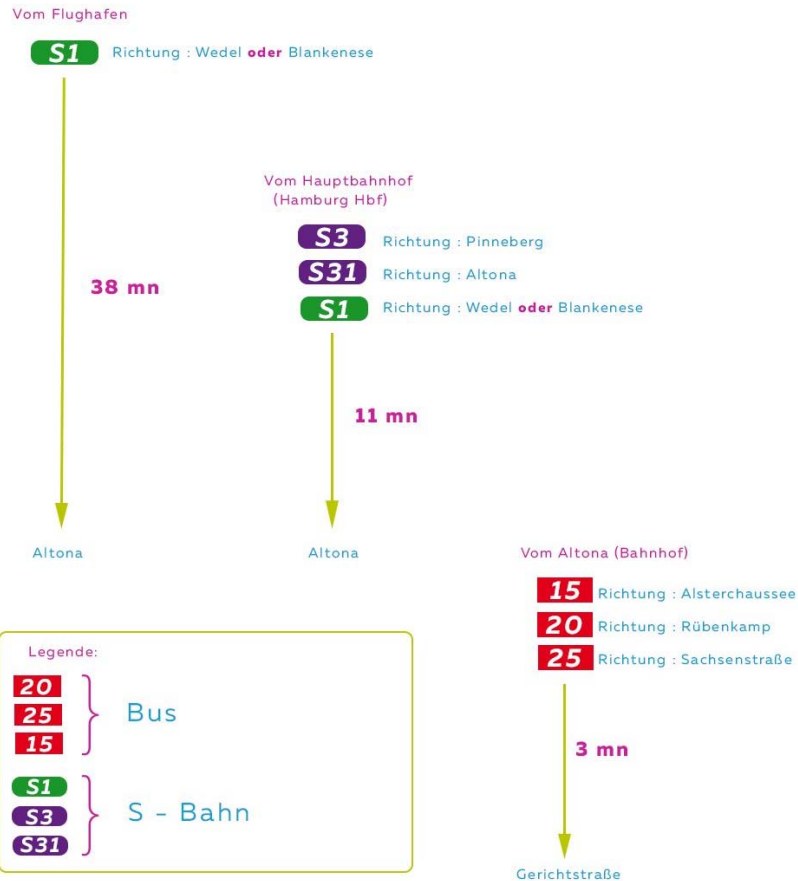 Vom Flughafen
S1 Richtung : Wedel oder Blankenese
38 mn
Altona
Vom Hauptbahnhof
(Hamburg Hbf)
S3 Richtung : Pinneberg
S31 Richtung : Altona
S1 Richtung : Wedel oder Blankenese
11 mn
Altona
Vom Altona (Bahnhof)
15 Richtung : Alsterchaussee
20 Richtung : Rübenkamp
25 Richtung : Sachsenstraße
3 mn
Gerichtstraße
Legende:
20
25
15
Bus
S1
S3
S31
S - Bahn